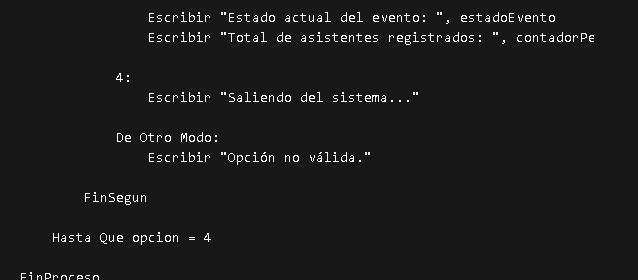 Escribir "Estado actual del evento: ", estadoEvento
Escribir "Total de asistentes registrados: ", contadorPe
4:
Escribir "Saliendo del sistema..."
De Otro Modo:
Escribir "Opción no válida."
FinSegun
Hasta Que opcion = 4
FinProceso